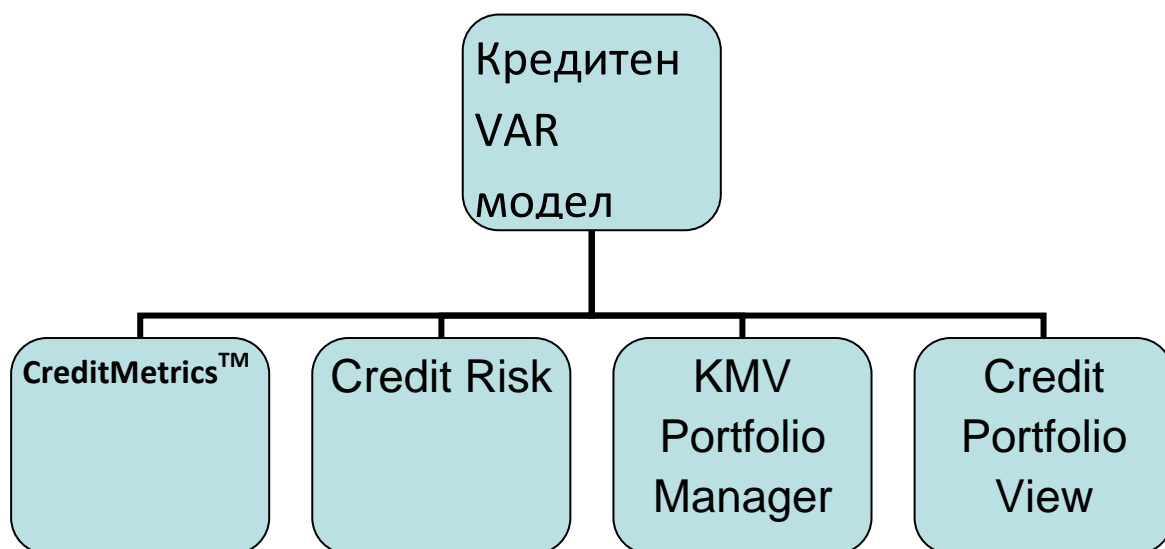 Кредитен
VAR
модел
CreditMetrics™
Credit Risk
KMV
Portfolio
Manager
Credit
Portfolio
View